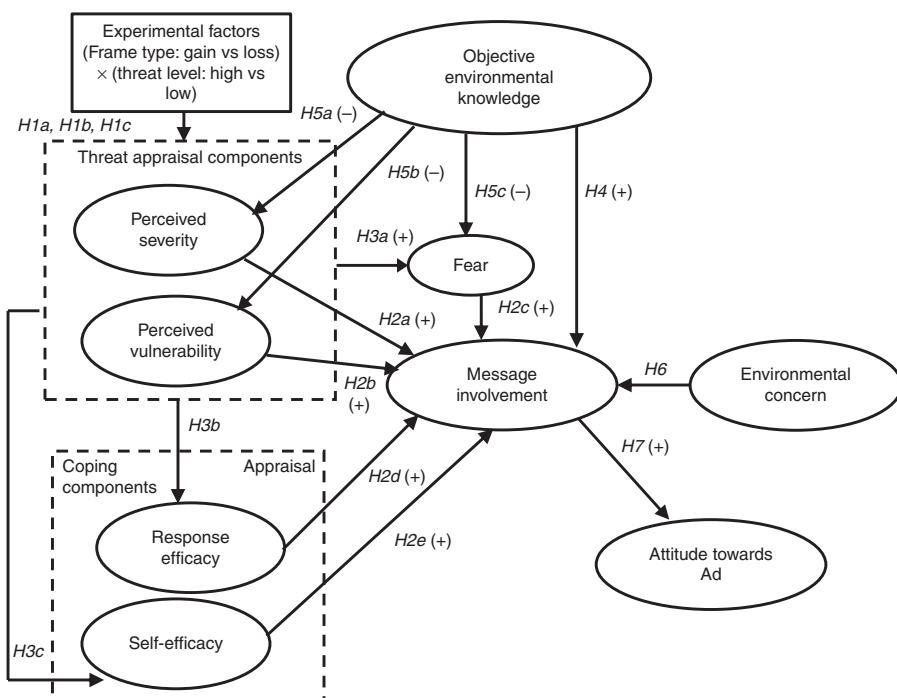 Experimental factors
(Frame type: gain vs loss)
× (threat level: high vs
low)
Objective
environmental
knowledge
H1a, H1b, H1c
H5a (–)
Threat appraisal components
H5b (–)
H5c (–)
H4 (+)
Perceived
severity
H3a (+)
Fear
H2c (+)
H2a (+)
Perceived
vulnerability
H2b
(+)
Message
involvement
H6
Environmental
concern
H3b
H7 (+)
Coping
components
Appraisal
H2d (+)
Response
efficacy
H2e (+)
Attitude towards
Ad
Self-efficacy
H3c